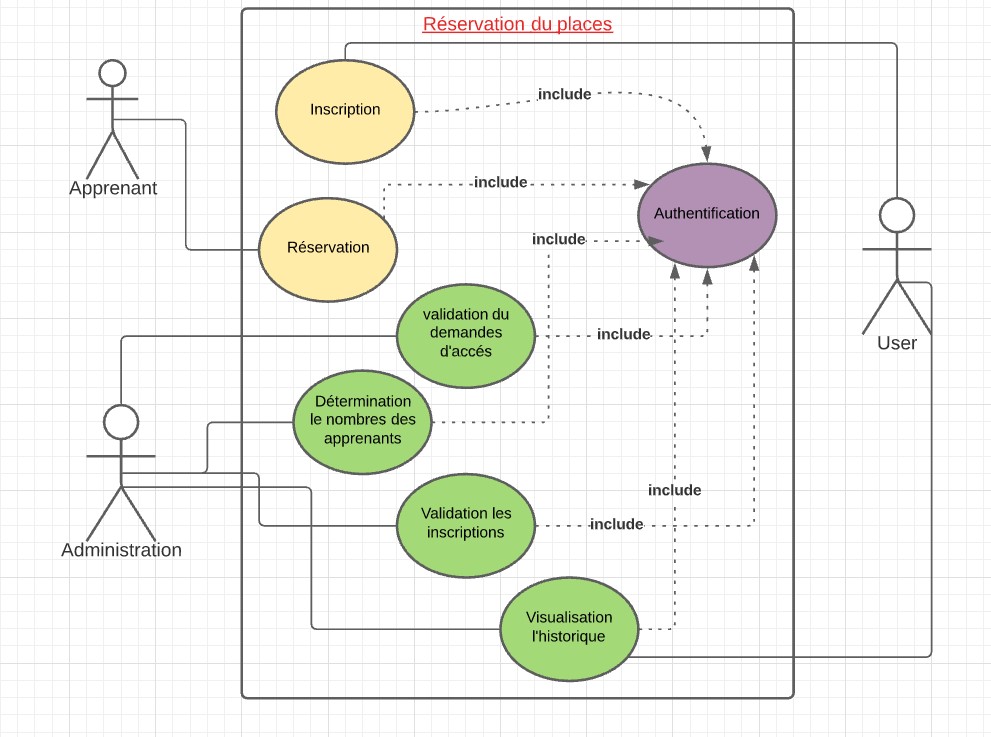 Réservation du places
Inscription
include
Apprenant
include
Authentification
Réservation
include
validation du
demandes
d'accés
include
User
Détermination
le nombres des
apprenants
include
Validation les
inscriptions
include
Administration
Visualisation
l'historique